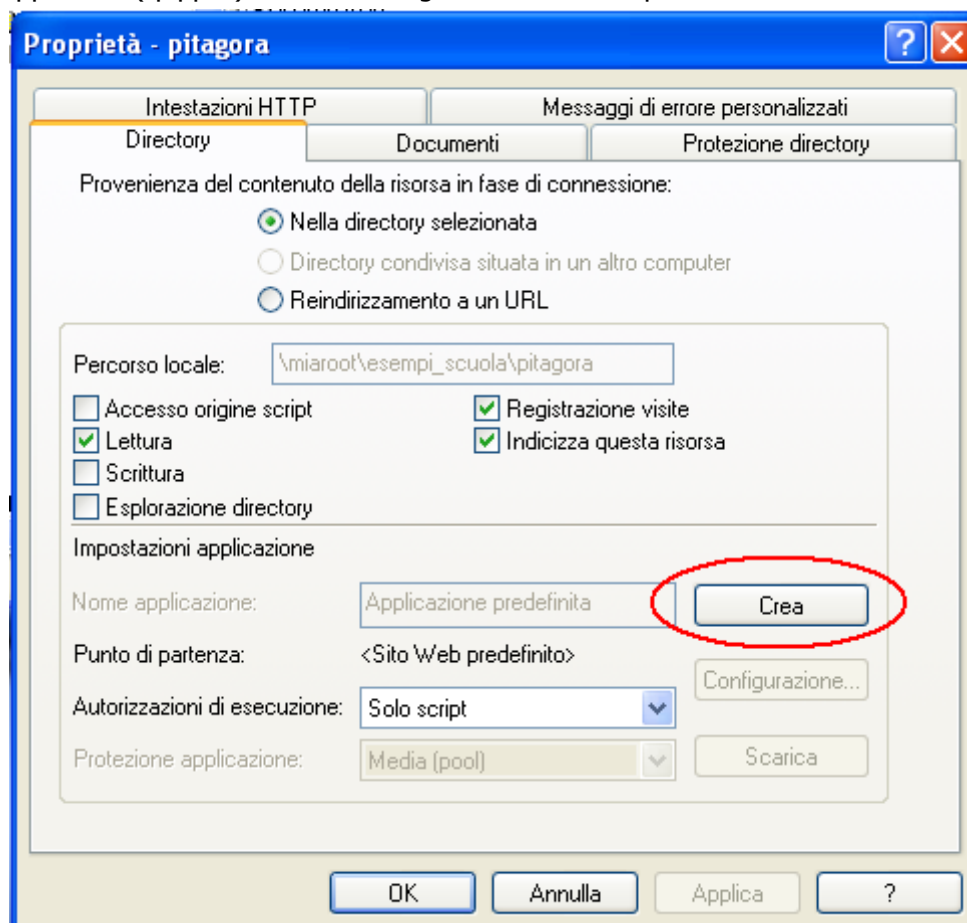 Proprietà - pitagora
Intestazioni HTTP
Messaggi di errore personalizzati
Directory
Documenti
Protezione directory
Provenienza del contenuto della risorsa in fase di connessione:
Nella directory selezionata
Directory condivisa situata in un altro computer
Reindirizzamento a un URL
Percorso locale: \miaroot\esempi_scuola\pitagora
Accesso origine script
Registrazione visite
Lettura
Indicizza questa risorsa
Scrittura
Esplorazione directory
Impostazioni applicazione
Nome applicazione: Applicazione predefinita Crea
Punto di partenza: <Sito Web predefinito>
Configurazione...
Autorizzazioni di esecuzione: Solo script
Protezione applicazione: Media (pool) Scarica
OK Annulla Applica ?